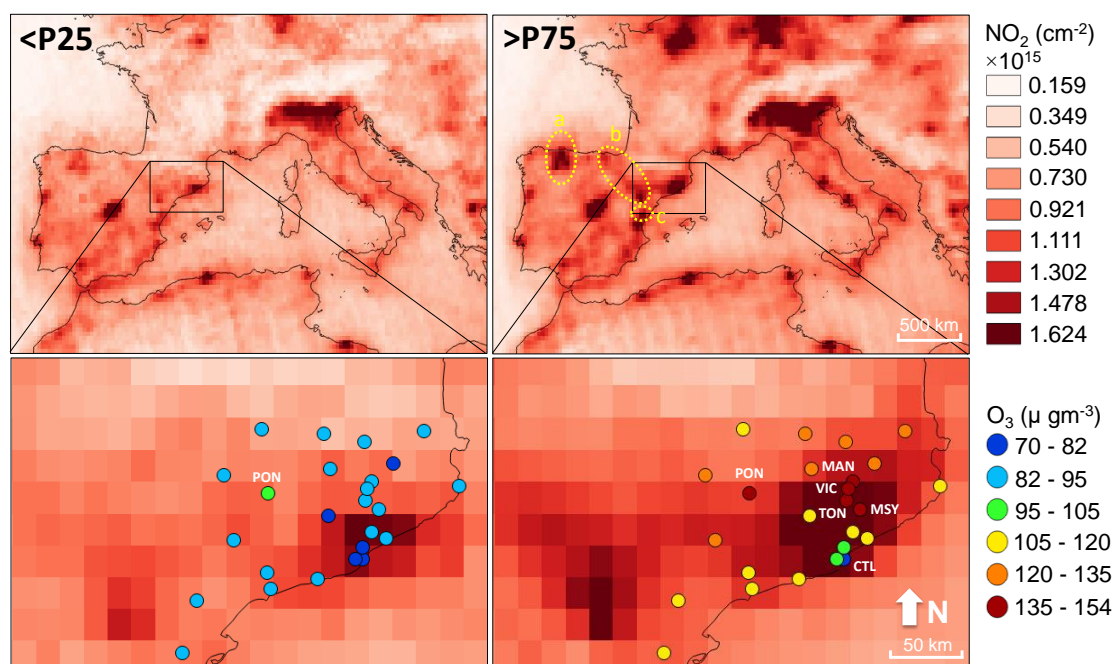 <P25
>P75
a
b
c
500 km
NO₂ (cm⁻²)
×10¹⁵
0.159
0.349
0.540
0.730
0.921
1.111
1.302
1.478
1.624
PON
PON
MAN
VIC
MSY
TON
CTL
N
50 km
O₃ (µ gm⁻³)
70 - 82
82 - 95
95 - 105
105 - 120
120 - 135
135 - 154